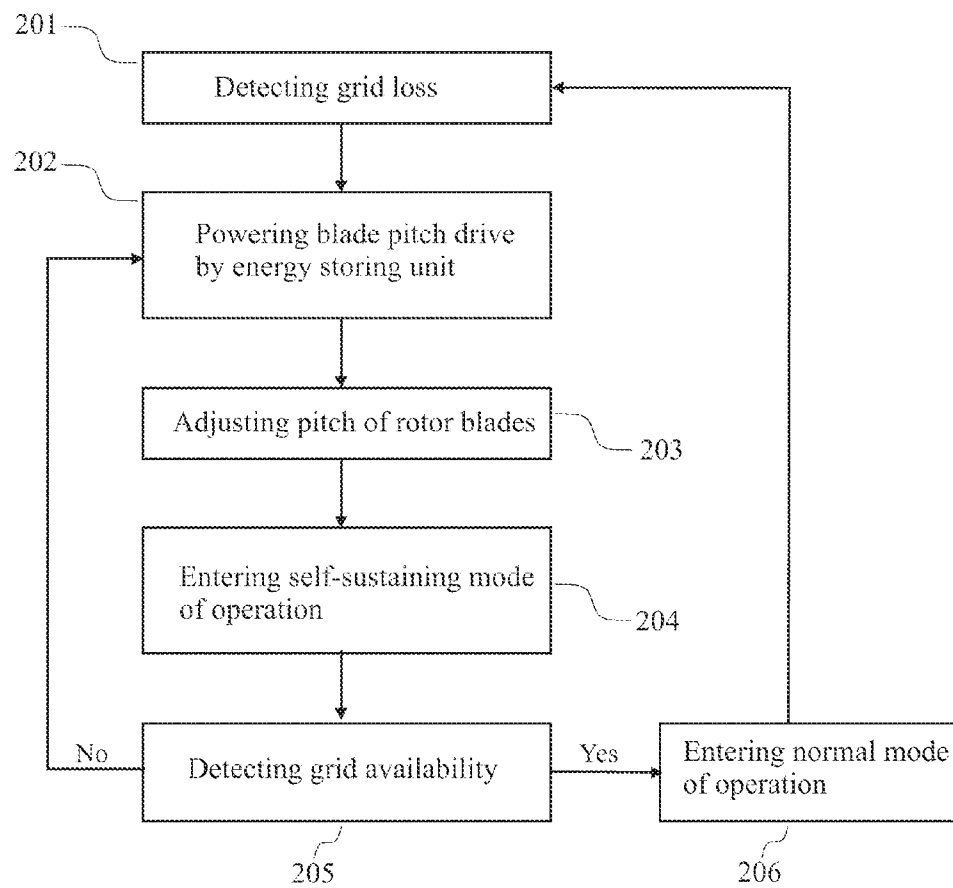 201
Detecting grid loss
202
Powering blade pitch drive
by energy storing unit
Adjusting pitch of rotor blades
203
Entering self-sustaining mode
of operation
204
No
Detecting grid availability
Yes
Entering normal mode
of operation
205
206